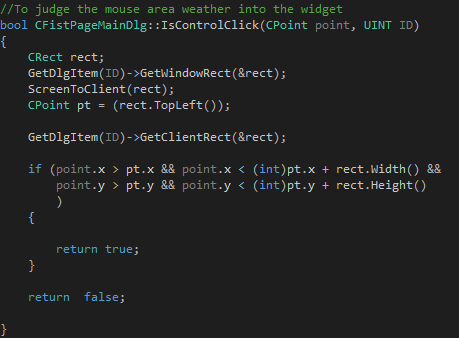 //To judge the mouse area weather into the widget
bool CFistPageMainDlg::IsControlClick(CPoint point, UINT ID)
{
    CRect rect;
    GetDlgItem(ID)->GetWindowRect(&rect);
    ScreenToClient(rect);
    CPoint pt = (rect.TopLeft());

    GetDlgItem(ID)->GetClientRect(&rect);

    if (point.x > pt.x && point.x < (int)pt.x + rect.Width() &&
        point.y > pt.y && point.y < (int)pt.y + rect.Height()
        )
    {

        return true;
    }

    return  false;

}